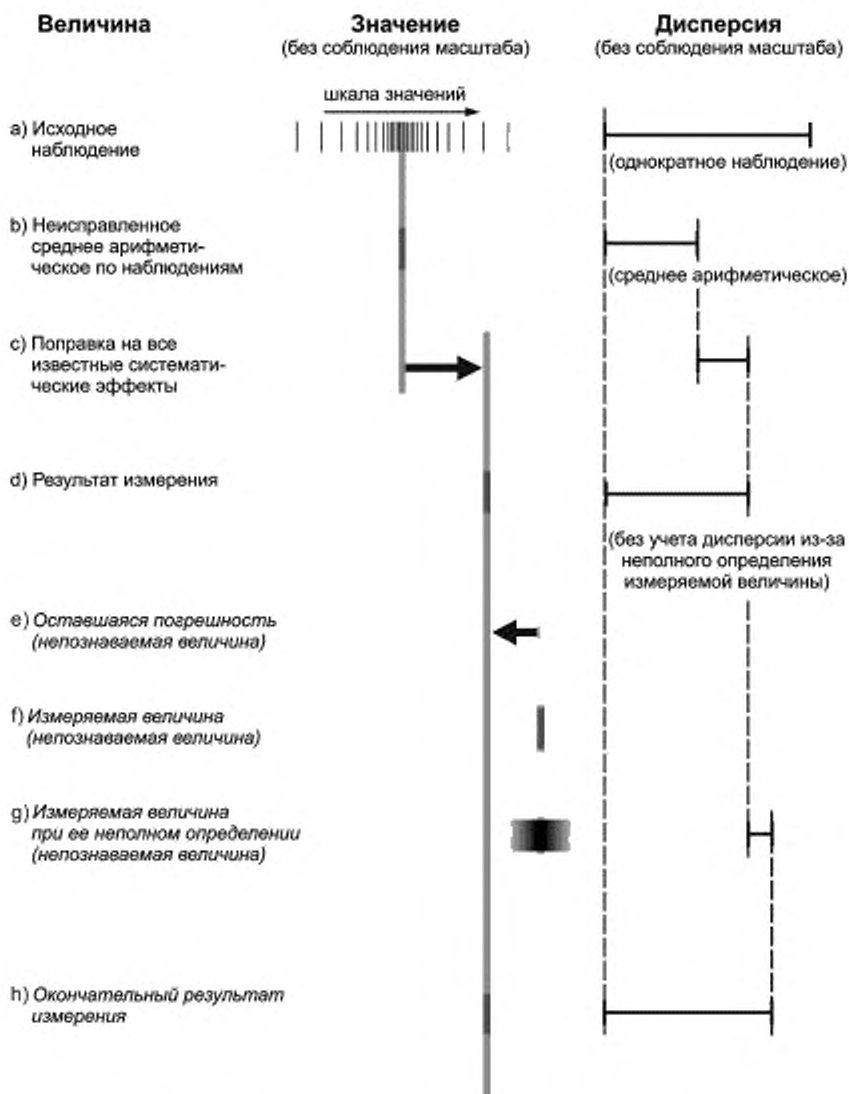 Величина
Значение
(без соблюдения масштаба)
Дисперсия
(без соблюдения масштаба)
шкала значений
a) Исходное
наблюдение
(однократное наблюдение)
b) Неисправленное
среднее арифмети-
ческое по наблюдениям
(среднее арифметическое)
c) Поправка на все
известные системати-
ческие эффекты
d) Результат измерения
(без учета дисперсии из-за
неполного определения
измеряемой величины)
e) Оставшаяся погрешность
(непознаваемая величина)
f) Измеряемая величина
(непознаваемая величина)
g) Измеряемая величина
при ее неполном определении
(непознаваемая величина)
h) Окончательный результат
измерения